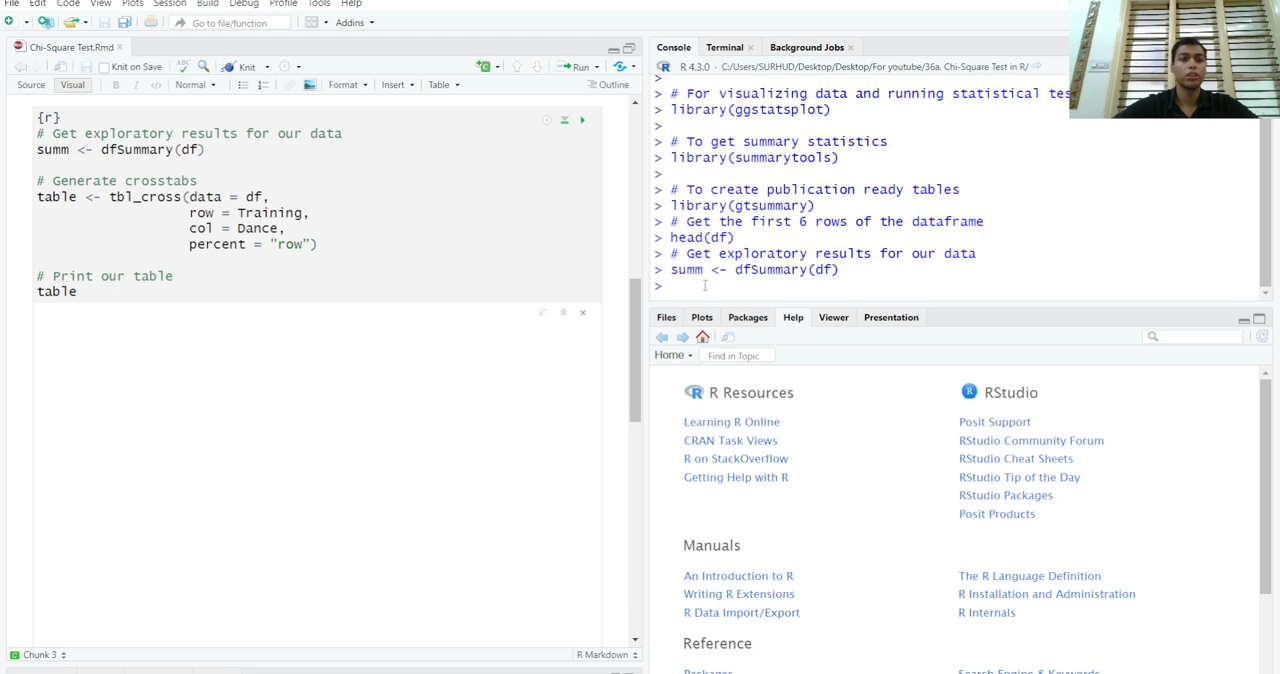 File Edit Code View Plots Session Build Debug Profile Tools Help
Go to file/function Addins
Chi-Square Test.Rmd
Knit on Save Knit Run
Source Visual B I Normal Format Insert Table Outline
{r}
# Get exploratory results for our data
summ <- dfSummary(df)
# Generate crosstabs
table <- tbl_cross(data = df,
row = Training,
col = Dance,
percent = "row")
# Print our table
table
Chunk 3 R Markdown
Console Terminal Background Jobs
R 4.3.0 · C:/Users/SURHUD/Desktop/Desktop/For youtube/36a. Chi-Square Test in R/
>
> # For visualizing data and running statistical tes
> library(ggstatsplot)
>
> # To get summary statistics
> library(summarytools)
>
> # To create publication ready tables
> library(gtsummary)
> # Get the first 6 rows of the dataframe
> head(df)
> # Get exploratory results for our data
> summ <- dfSummary(df)
>
Files Plots Packages Help Viewer Presentation
Home Find in Topic
R Resources
Learning R Online
CRAN Task Views
R on StackOverflow
Getting Help with R
RStudio
Posit Support
RStudio Community Forum
RStudio Cheat Sheets
RStudio Tip of the Day
RStudio Packages
Posit Products
Manuals
An Introduction to R
Writing R Extensions
R Data Import/Export
The R Language Definition
R Installation and Administration
R Internals
Reference
Packages
Search Engine & Keywords